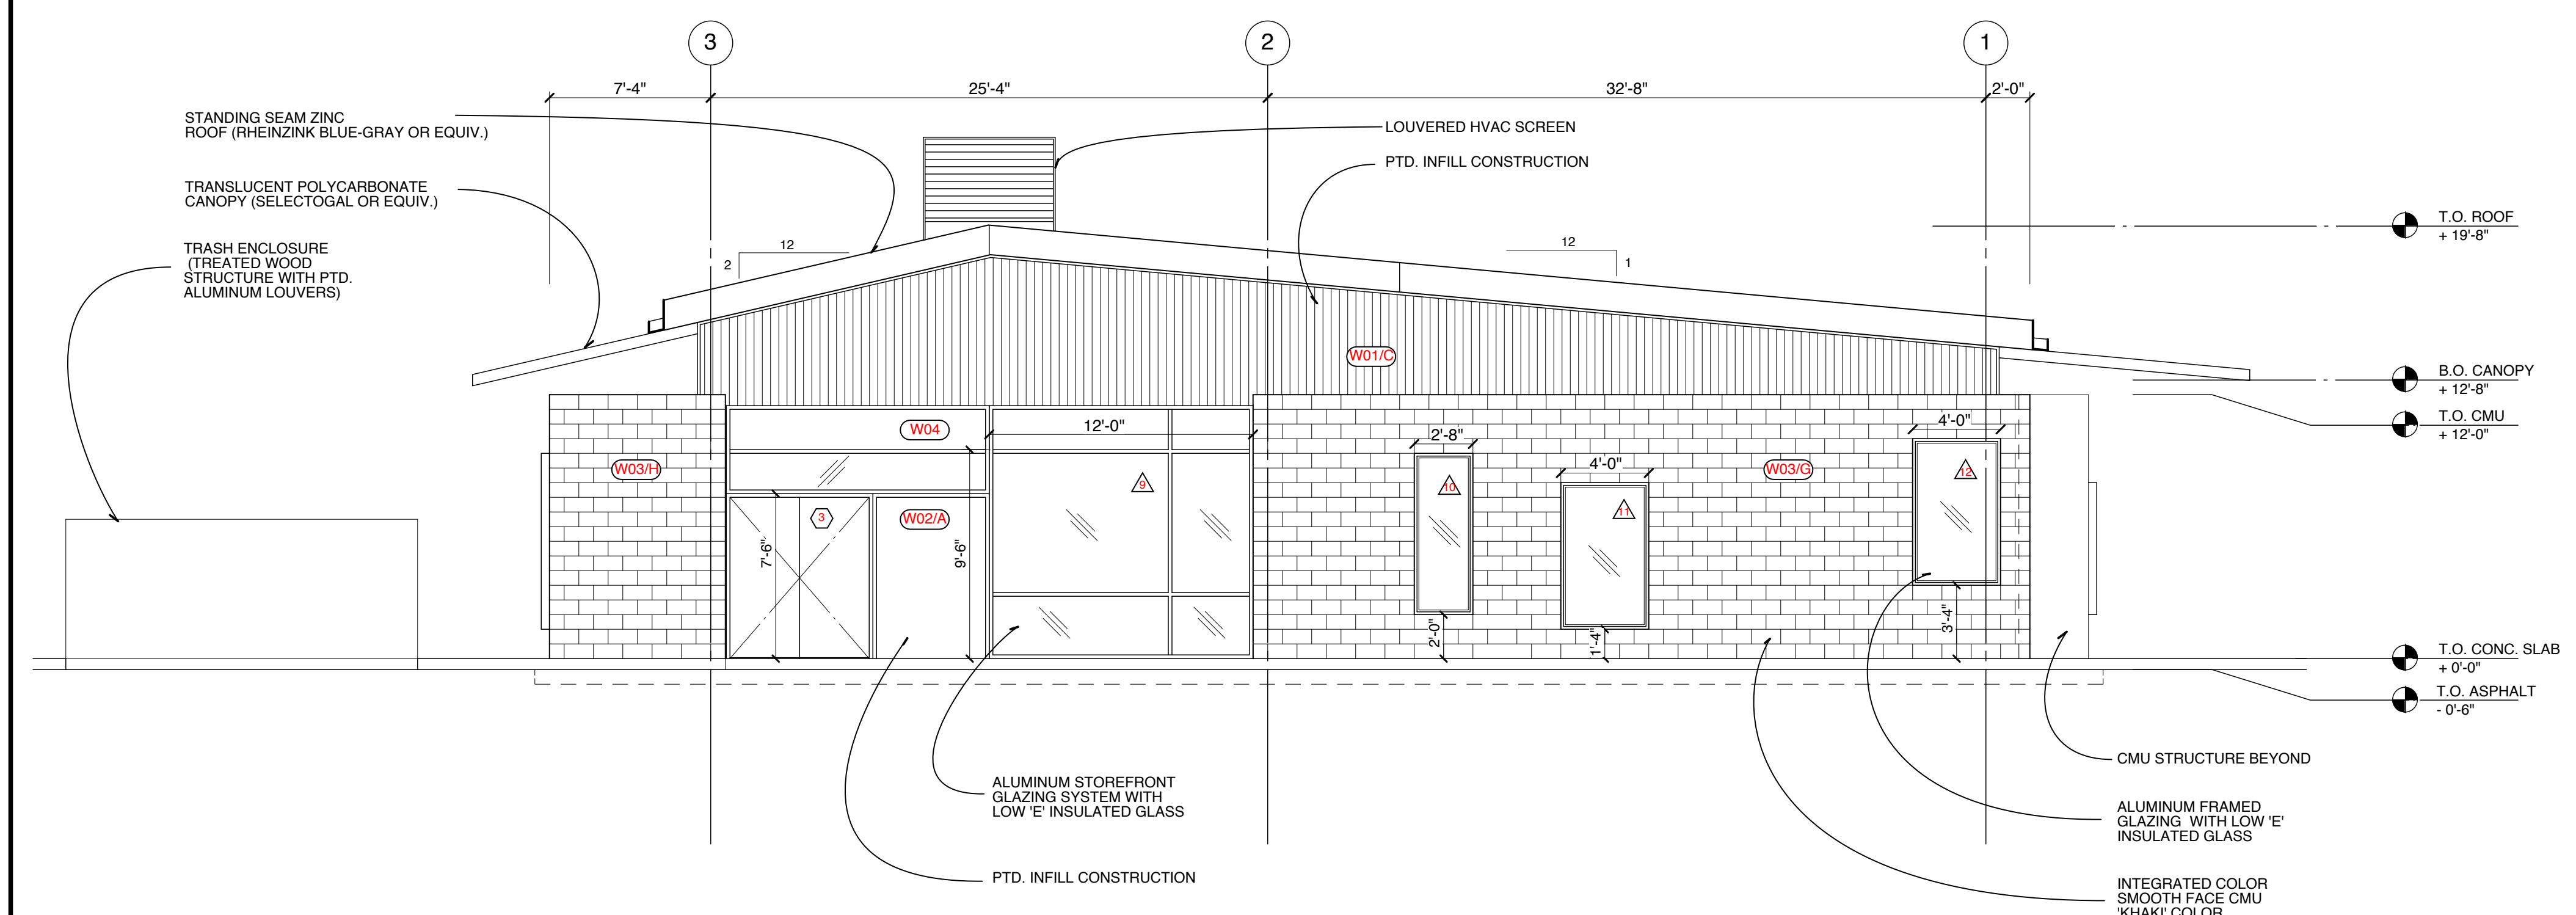 3
2
1
7'-4"
25'-4"
32'-8"
2'-0"
STANDING SEAM ZINC
ROOF (RHEINZINK BLUE-GRAY OR EQUIV.)
LOUVERED HVAC SCREEN
PTD. INFILL CONSTRUCTION
TRANSLUCENT POLYCARBONATE
CANOPY (SELECTOGAL OR EQUIV.)
TRASH ENCLOSURE
(TREATED WOOD
STRUCTURE WITH PTD.
ALUMINUM LOUVERS)
12
2
12
1
T.O. ROOF
+ 19'-8"
W01/C
B.O. CANOPY
+ 12'-8"
T.O. CMU
+ 12'-0"
W04
12'-0"
2'-8"
4'-0"
4'-0"
W03/H
W03/G
9
10
11
12
3
W02/A
7'-6"
9'-6"
2'-0"
1'-4"
3'-4"
T.O. CONC. SLAB
+ 0'-0"
T.O. ASPHALT
- 0'-6"
CMU STRUCTURE BEYOND
ALUMINUM STOREFRONT
GLAZING SYSTEM WITH
LOW 'E' INSULATED GLASS
ALUMINUM FRAMED
GLAZING WITH LOW 'E'
INSULATED GLASS
PTD. INFILL CONSTRUCTION
INTEGRATED COLOR
SMOOTH FACE CMU
'KHAKI' COLOR